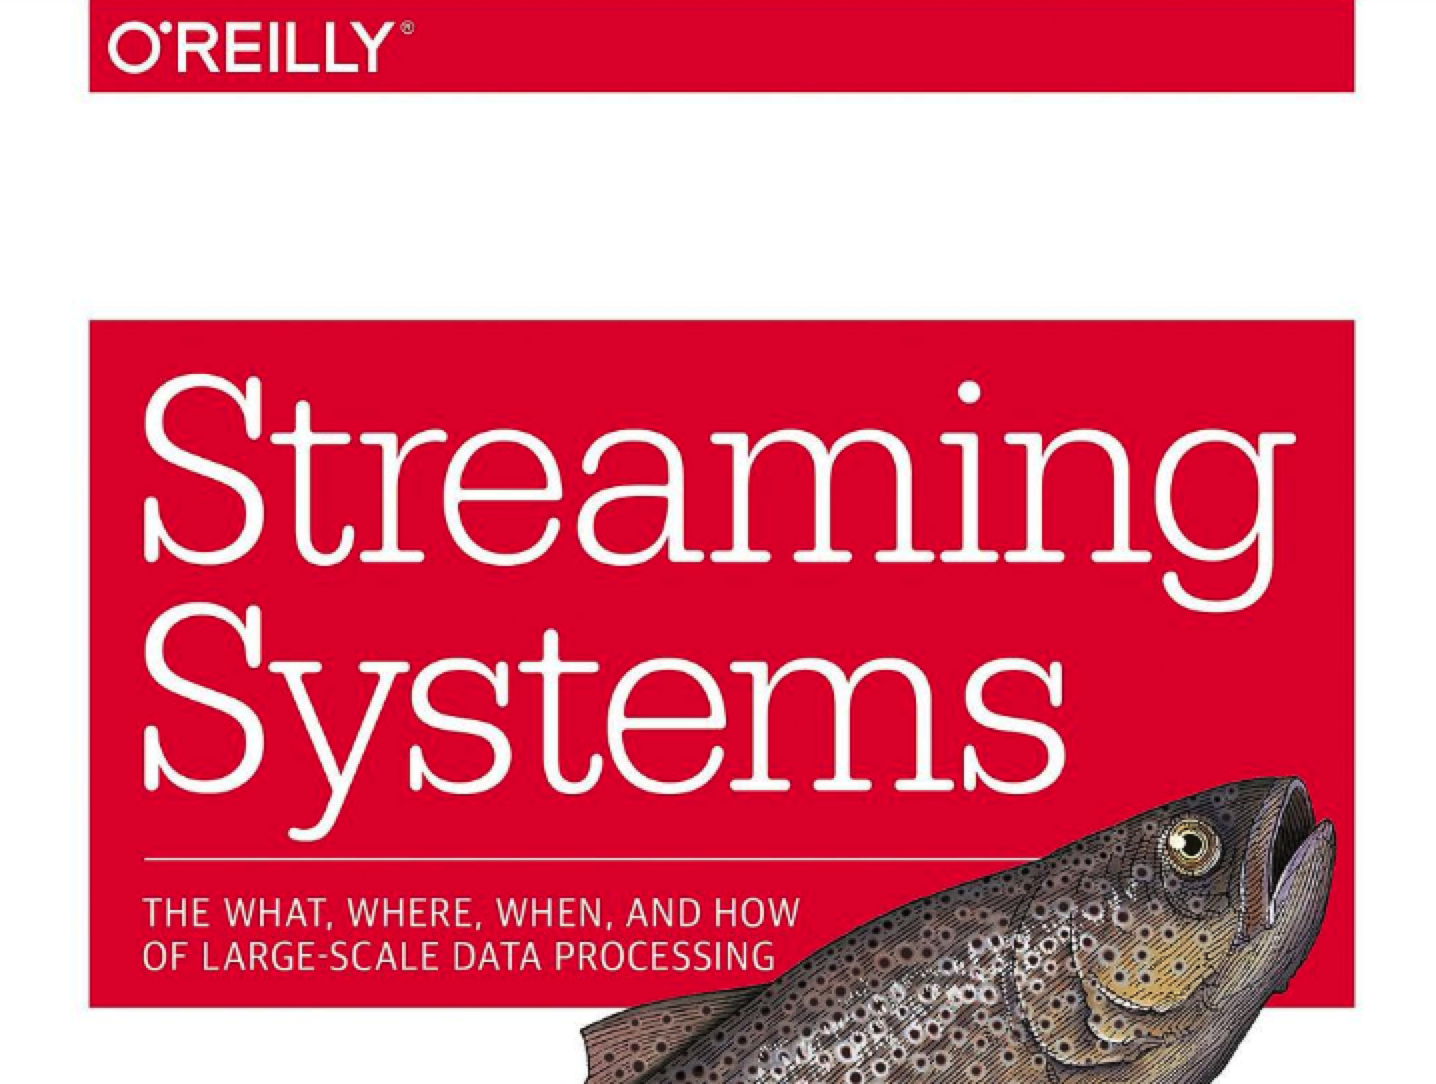 O'REILLY®
Streaming
Systems
THE WHAT, WHERE, WHEN, AND HOW
OF LARGE-SCALE DATA PROCESSING